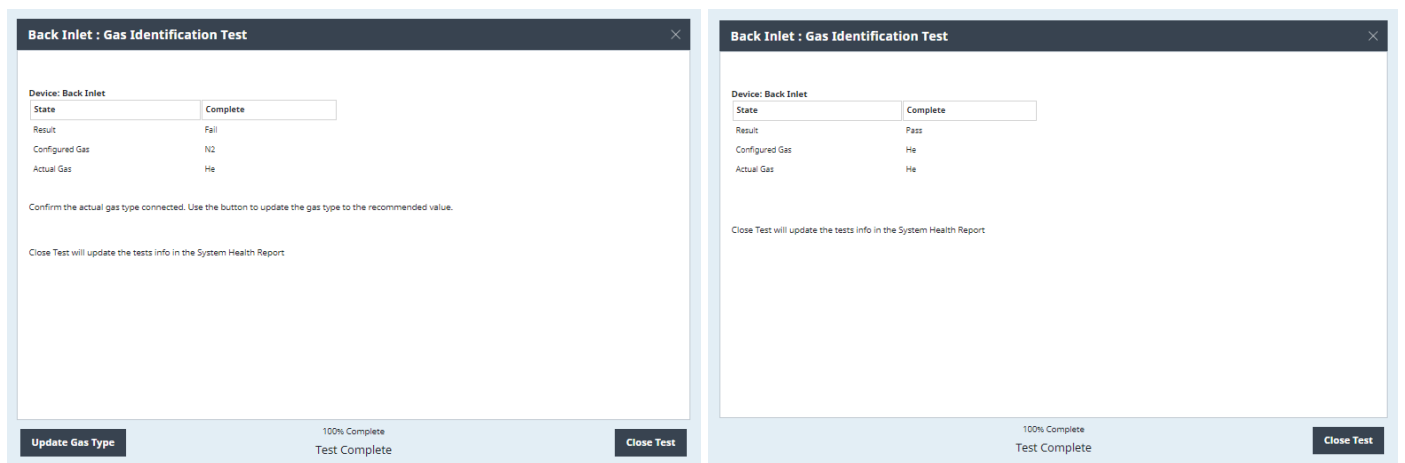 Back Inlet : Gas Identification Test
Device: Back Inlet
State Complete
Result Fail
Configured Gas N2
Actual Gas He
Confirm the actual gas type connected. Use the button to update the gas type to the recommended value.
Close Test will update the tests info in the System Health Report
Update Gas Type
100% Complete
Test Complete
Close Test
Back Inlet : Gas Identification Test
Device: Back Inlet
State Complete
Result Pass
Configured Gas He
Actual Gas He
Close Test will update the tests info in the System Health Report
100% Complete
Test Complete
Close Test